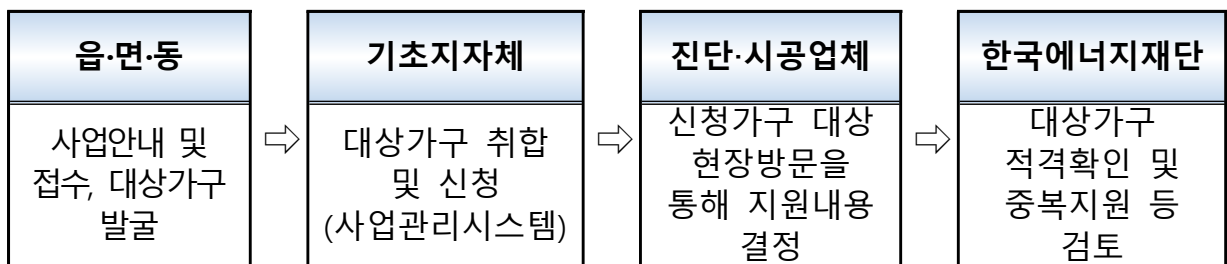 읍·면·동
사업안내 및
접수, 대상가구
발굴
⇨
기초지자체
대상가구 취합
및 신청
(사업관리시스템)
⇨
진단·시공업체
신청가구 대상
현장방문을
통해 지원내용
결정
⇨
한국에너지재단
대상가구
적격확인 및
중복지원 등
검토